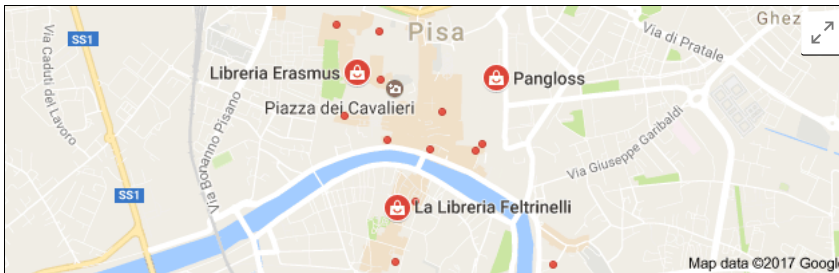 Pisa
Ghez
Via di Pratale
SS1
Via Caduti del Lavoro
Libreria Erasmus
Pangloss
Piazza dei Cavalieri
Via Bonanno Pisano
Via Giuseppe Garibaldi
SS1
La Libreria Feltrinelli
Map data ©2017 Google